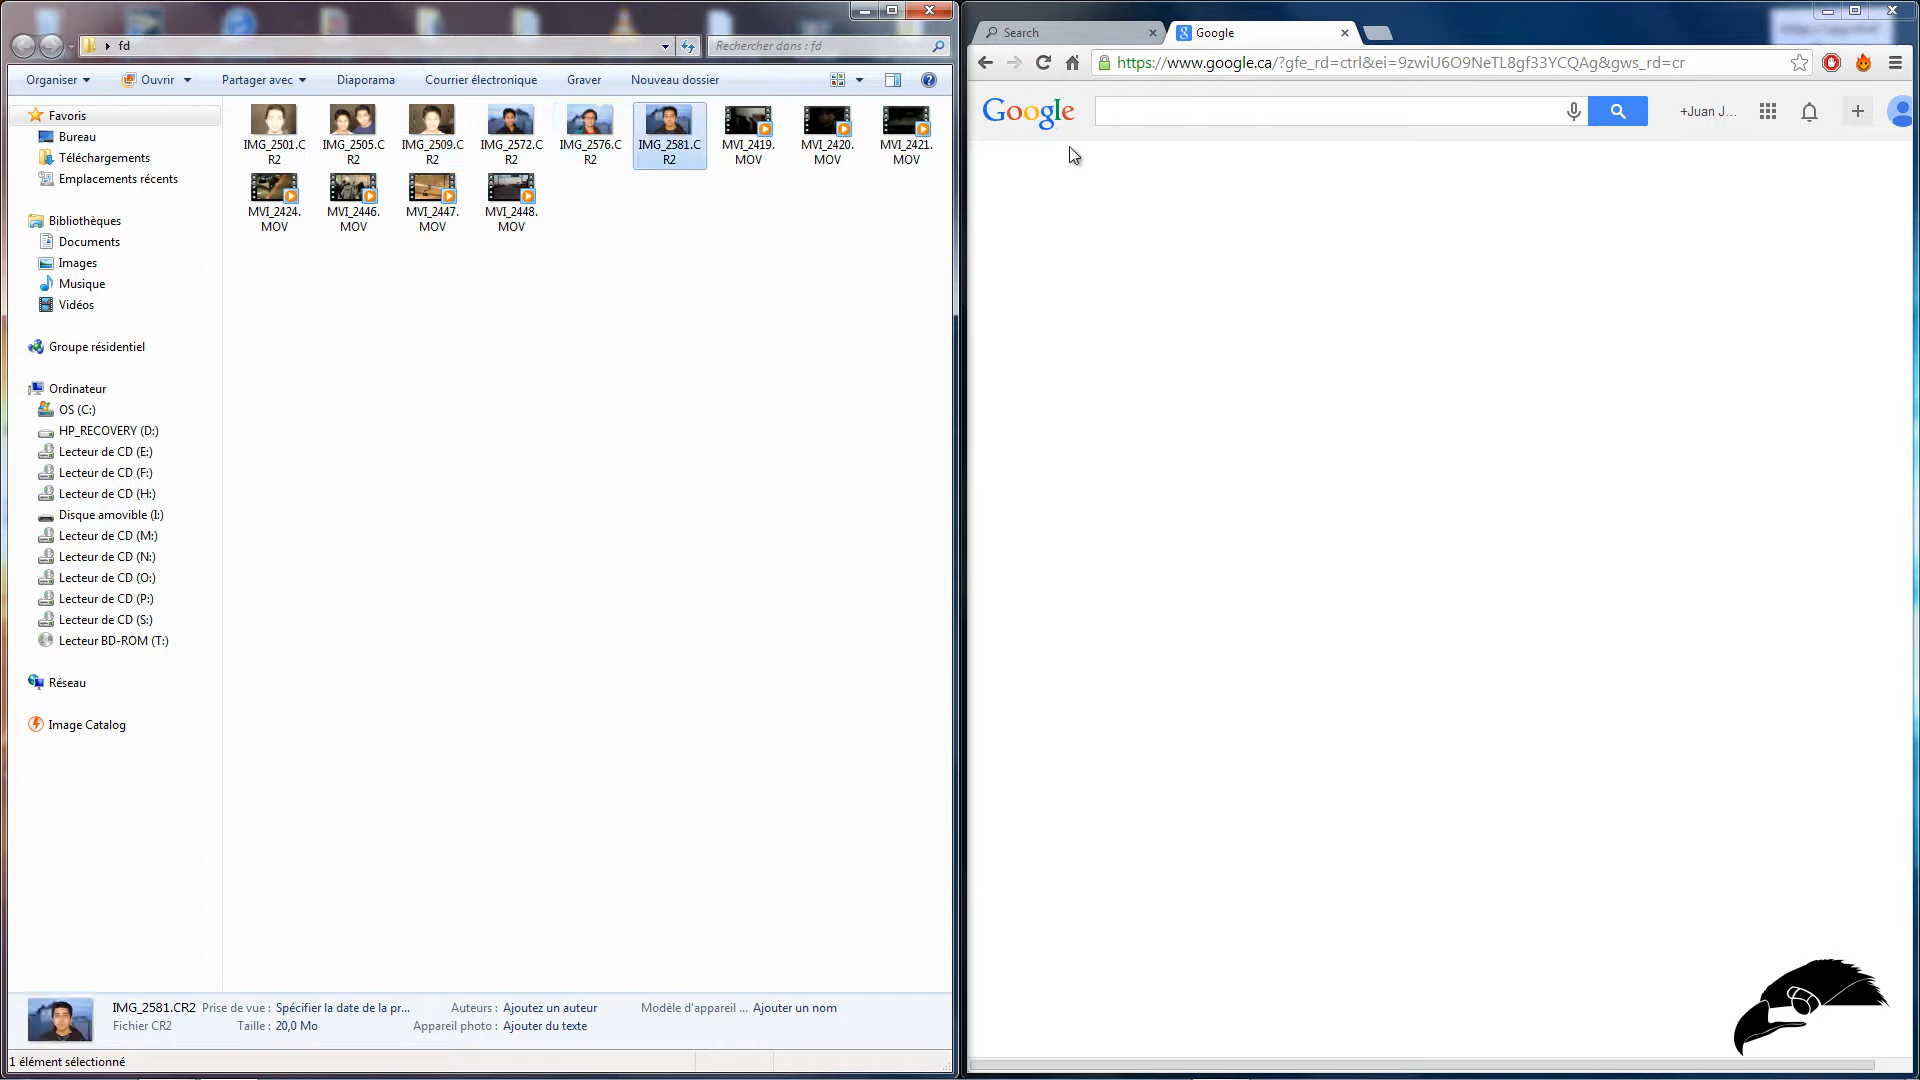 fd
Rechercher dans : fd
Organiser
Ouvrir
Partager avec
Diaporama
Courrier électronique
Graver
Nouveau dossier
Favoris
Bureau
Téléchargements
Emplacements récents
Bibliothèques
Documents
Images
Musique
Vidéos
Groupe résidentiel
Ordinateur
OS (C:)
HP_RECOVERY (D:)
Lecteur de CD (E:)
Lecteur de CD (F:)
Lecteur de CD (H:)
Disque amovible (I:)
Lecteur de CD (M:)
Lecteur de CD (N:)
Lecteur de CD (O:)
Lecteur de CD (P:)
Lecteur de CD (S:)
Lecteur BD-ROM (T:)
Réseau
Image Catalog
IMG_2501.C
R2
IMG_2505.C
R2
IMG_2509.C
R2
IMG_2572.C
R2
IMG_2576.C
R2
IMG_2581.C
R2
MVI_2419.
MOV
MVI_2420.
MOV
MVI_2421.
MOV
MVI_2424.
MOV
MVI_2446.
MOV
MVI_2447.
MOV
MVI_2448.
MOV
IMG_2581.CR2 Prise de vue : Spécifier la date de la pr... Auteurs : Ajoutez un auteur Modèle d'appareil ... Ajouter un nom
Fichier CR2 Taille : 20,0 Mo Appareil photo : Ajouter du texte
1 élément sélectionné
Search
Google
https://www.google.ca/?gfe_rd=ctrl&ei=9zwiU6O9NeTL8gf33YCQAg&gws_rd=cr
Google
+Juan J...